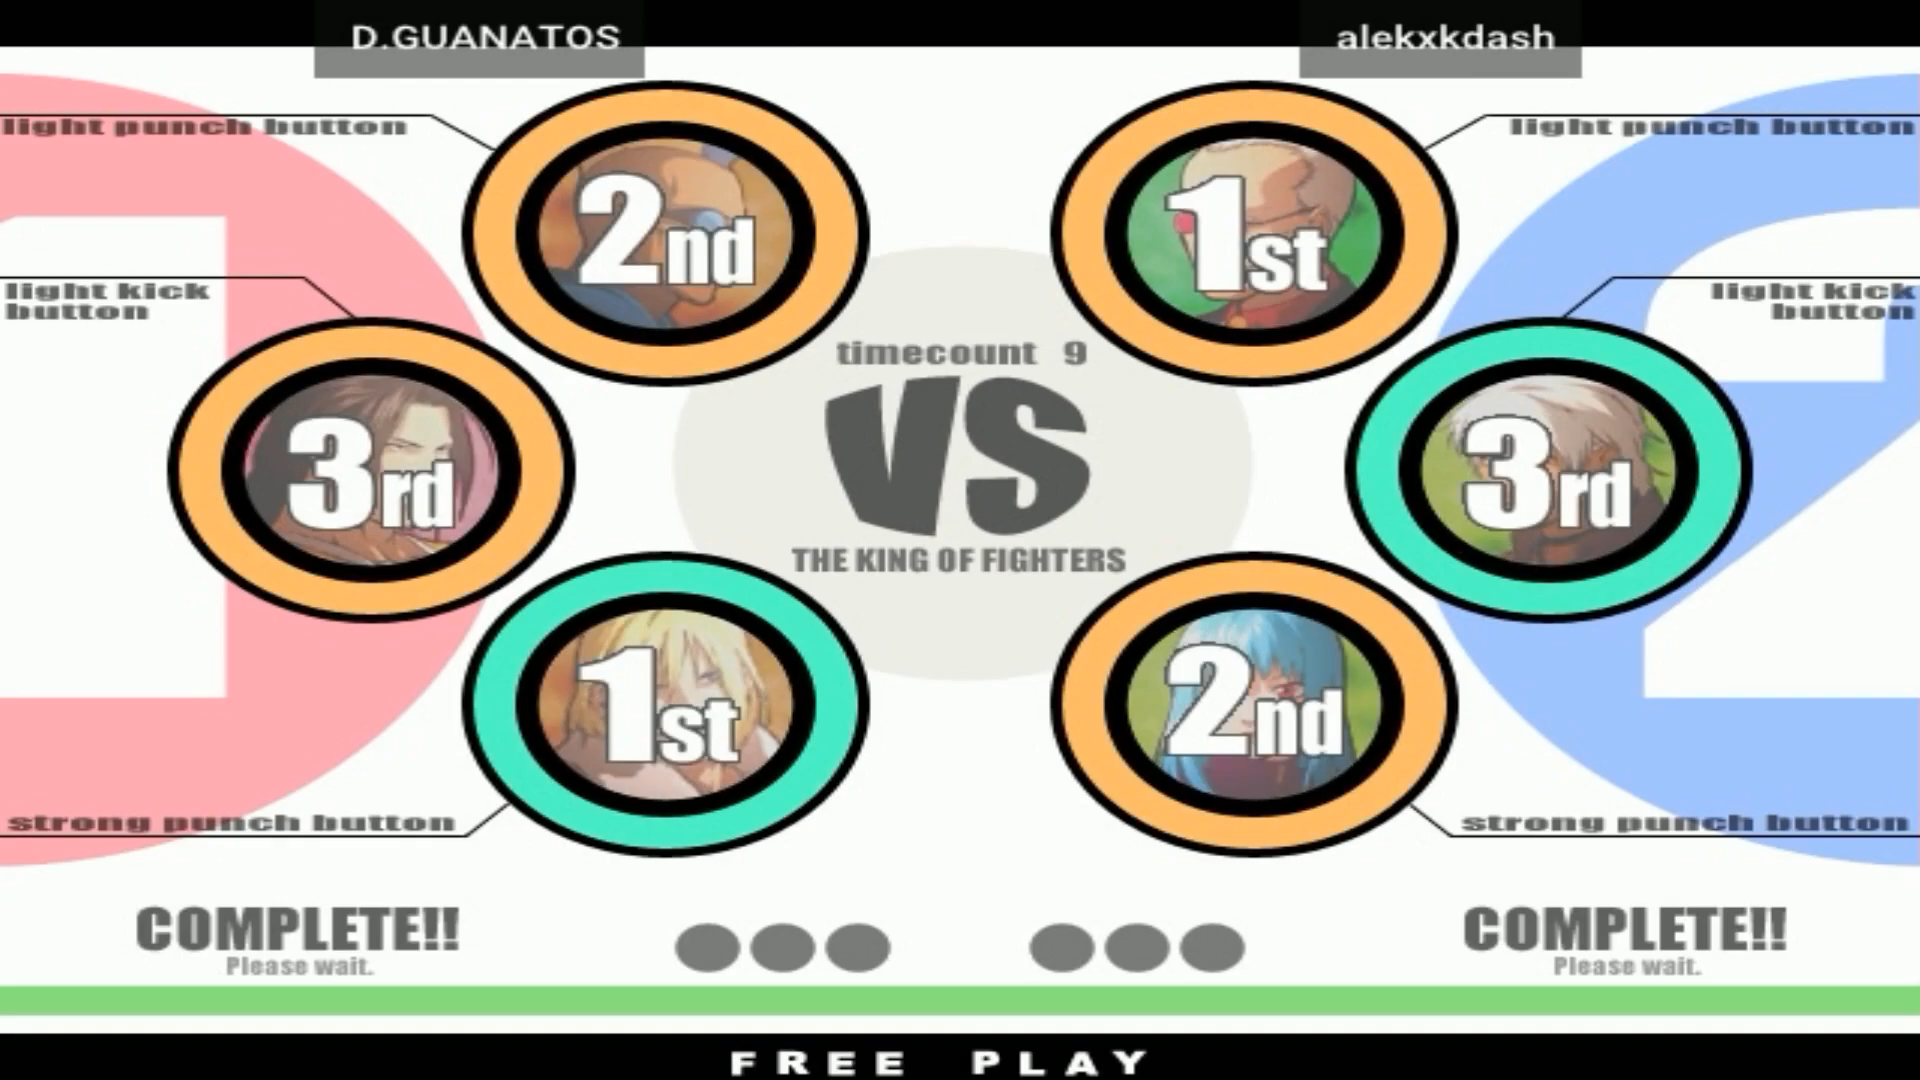 D.GUANATOS
alekxkdash
light punch button
light punch button
2nd
1st
light kick
button
light kick
button
timecount 9
VS
THE KING OF FIGHTERS
3rd
3rd
1st
2nd
strong punch button
strong punch button
COMPLETE!!
Please wait.
COMPLETE!!
Please wait.
FREE PLAY
1
2